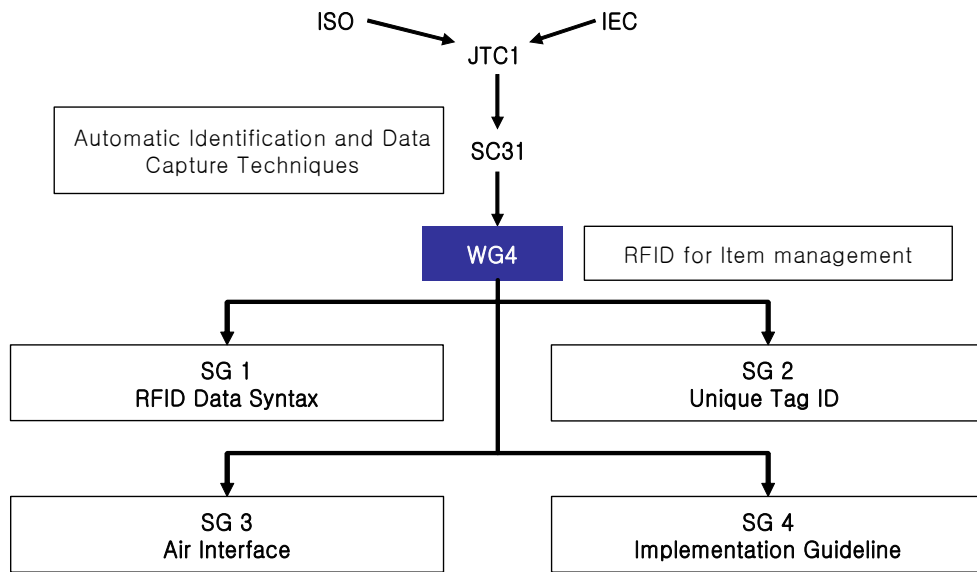 ISO
IEC
JTC1
Automatic Identification and Data
Capture Techniques
SC31
WG4
RFID for Item management
SG 1
RFID Data Syntax
SG 2
Unique Tag ID
SG 3
Air Interface
SG 4
Implementation Guideline